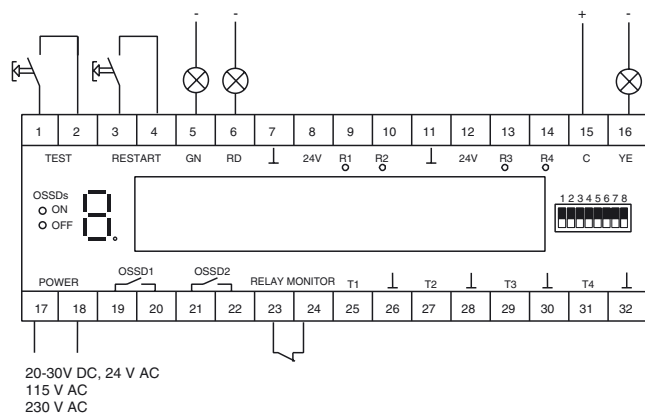 - - + -
1 2 3 4 5 6 7 8 9 10 11 12 13 14 15 16
TEST RESTART GN RD ⊥ 24V R1 R2 ⊥ 24V R3 R4 C YE
OSSDs
ON
OFF
8.
1 2 3 4 5 6 7 8
POWER OSSD1 OSSD2 RELAY MONITOR T1 ⊥ T2 ⊥ T3 ⊥ T4 ⊥
17 18 19 20 21 22 23 24 25 26 27 28 29 30 31 32
20-30V DC, 24 V AC
115 V AC
230 V AC